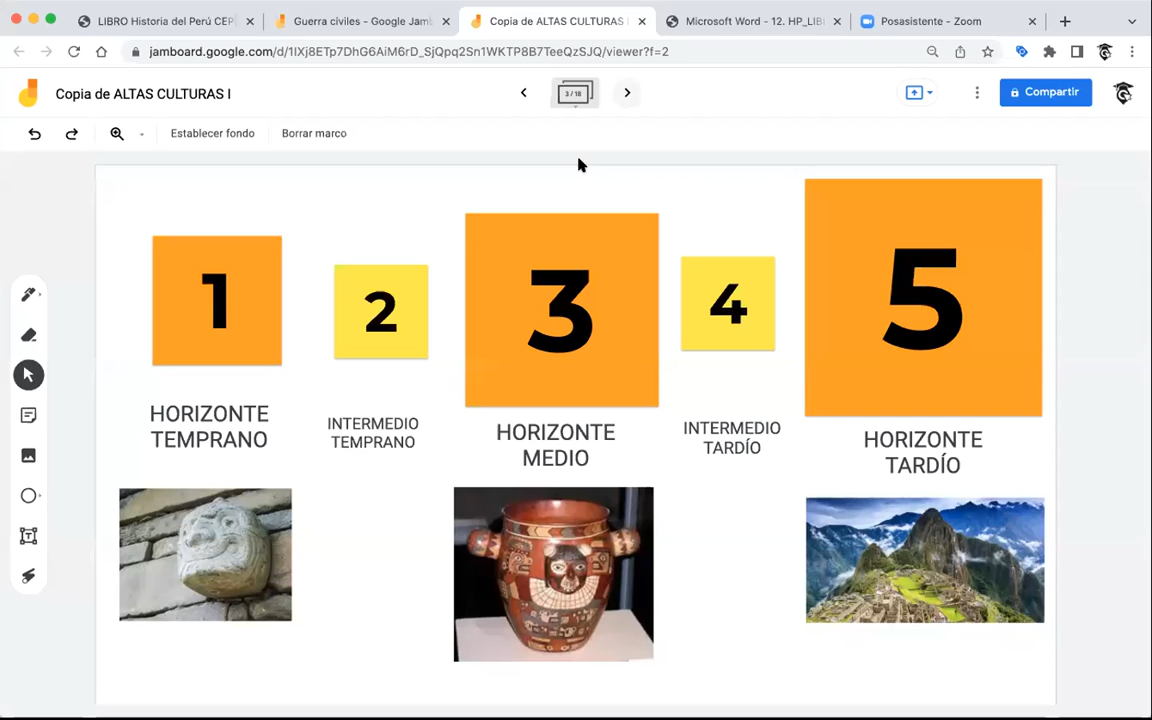 LIBRO Historia del Perú CEP
Guerra civiles - Google Jam
Copia de ALTAS CULTURAS I
Microsoft Word - 12. HP_LIB
Posasistente - Zoom
jamboard.google.com/d/1IXj8ETp7DhG6AiM6rD_SjQpq2Sn1WKTP8B7TeeQzSJQ/viewer?f=2
Copia de ALTAS CULTURAS I
3 / 18
Compartir
Establecer fondo
Borrar marco
1
2
3
4
5
HORIZONTE
TEMPRANO
INTERMEDIO
TEMPRANO
HORIZONTE
MEDIO
INTERMEDIO
TARDÍO
HORIZONTE
TARDÍO